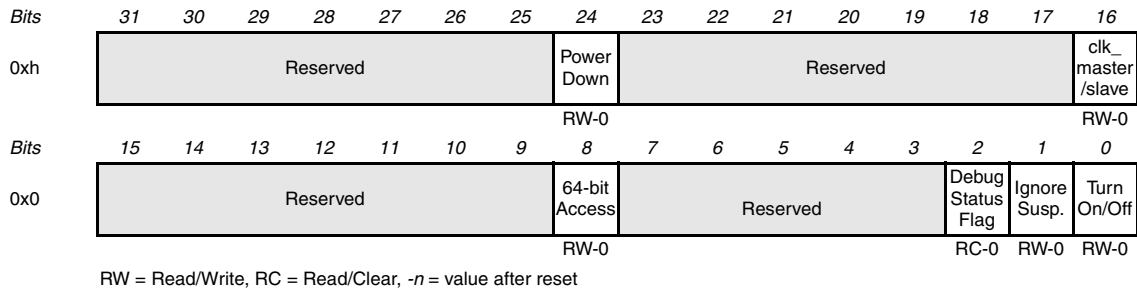 Bits 31 30 29 28 27 26 25 24 23 22 21 20 19 18 17 16
0xh Reserved Power Down Reserved clk_ master /slave
RW-0 RW-0
Bits 15 14 13 12 11 10 9 8 7 6 5 4 3 2 1 0
0x0 Reserved 64-bit Access Reserved Debug Status Flag Ignore Susp. Turn On/Off
RW-0 RC-0 RW-0 RW-0
RW = Read/Write, RC = Read/Clear, -n = value after reset